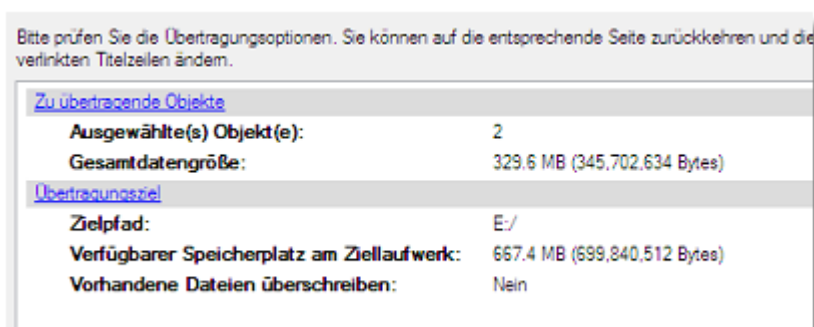 Bitte prüfen Sie die Übertragungsoptionen. Sie können auf die entsprechende Seite zurückkehren und die
verlinkten Titelzeilen ändern.
Zu übertragende Objekte
Ausgewählte(s) Objekt(e): 2
Gesamtdatengröße: 329.6 MB (345,702,634 Bytes)
Übertragungsziel
Zielpfad: E:/
Verfügbarer Speicherplatz am Ziellaufwerk: 667.4 MB (699,840,512 Bytes)
Vorhandene Dateien überschreiben: Nein